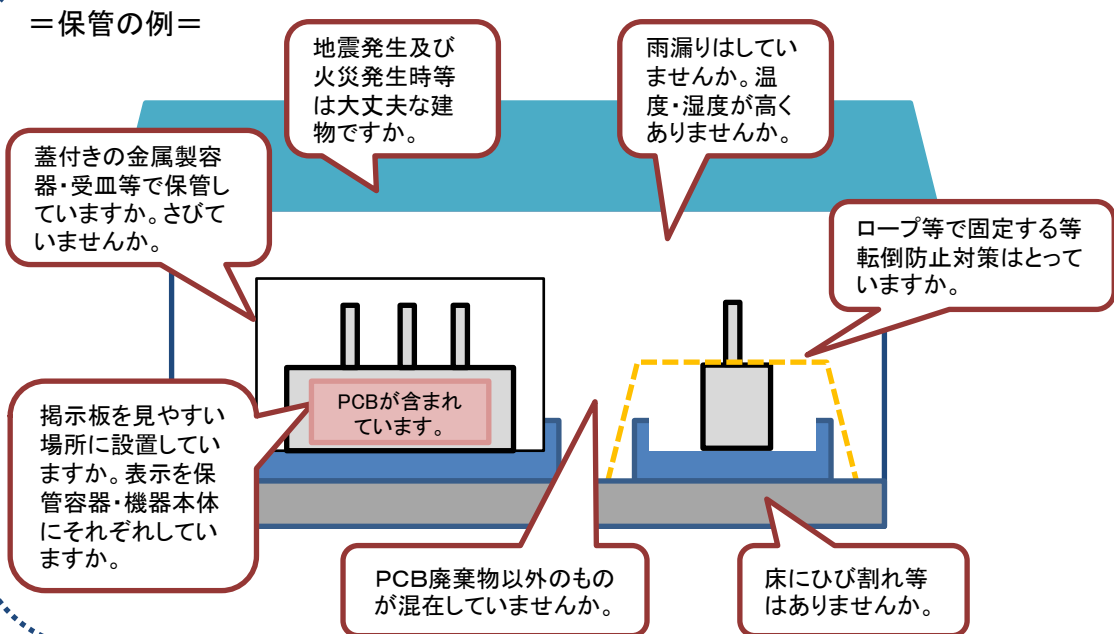 ＝保管の例＝
地震発生及び
火災発生時等
は大丈夫な建
物ですか。
雨漏りはしてい
ませんか。温
度・湿度が高く
ありませんか。
蓋付きの金属製容
器・受皿等で保管し
ていますか。さびて
いませんか。
ロープ等で固定する等
転倒防止対策はとって
いますか。
PCBが含まれ
ています。
掲示板を見やすい
場所に設置してい
ますか。表示を保
管容器・機器本体
にそれぞれしてい
ますか。
PCB廃棄物以外のもの
が混在していませんか。
床にひび割れ等
はありませんか。